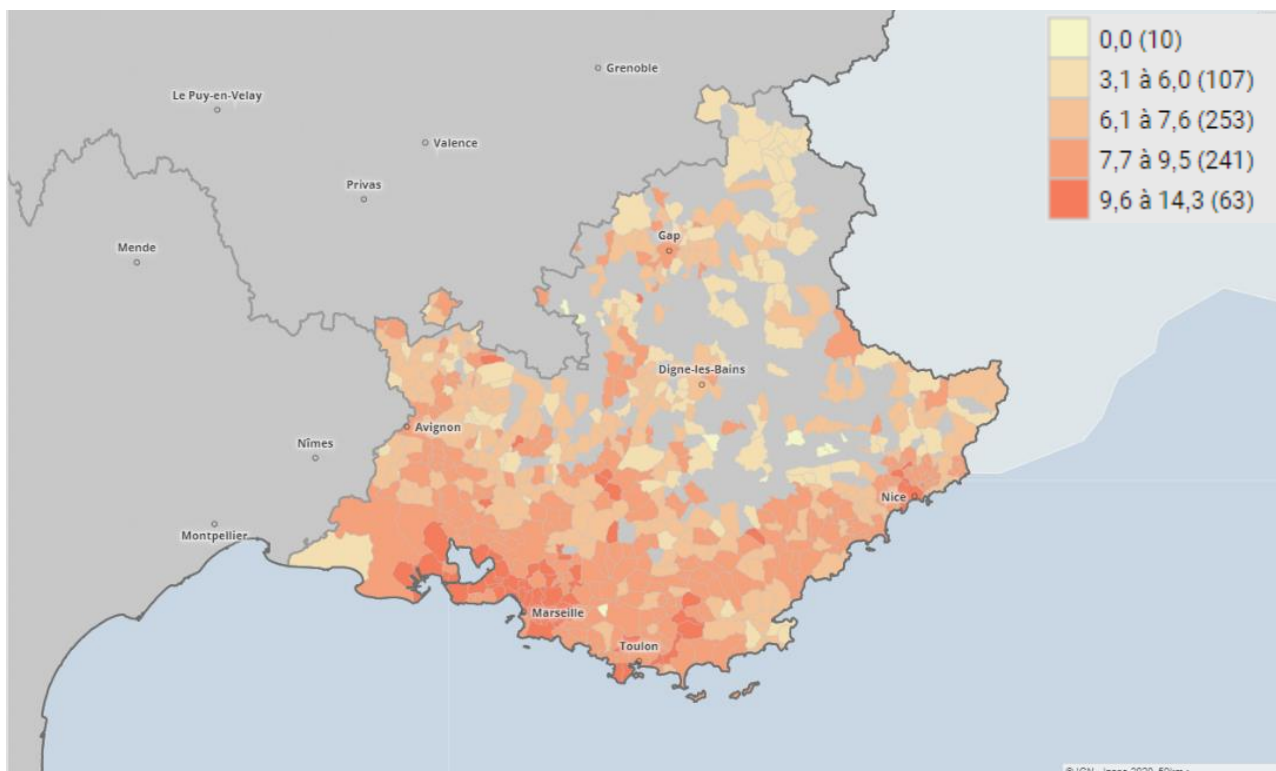 0,0 (10)
3,1 à 6,0 (107)
6,1 à 7,6 (253)
7,7 à 9,5 (241)
9,6 à 14,3 (63)
Grenoble
Le Puy-en-Velay
Valence
Privas
Gap
Mende
Digne-les-Bains
Avignon
Nîmes
Nice
Montpellier
Marseille
Toulon